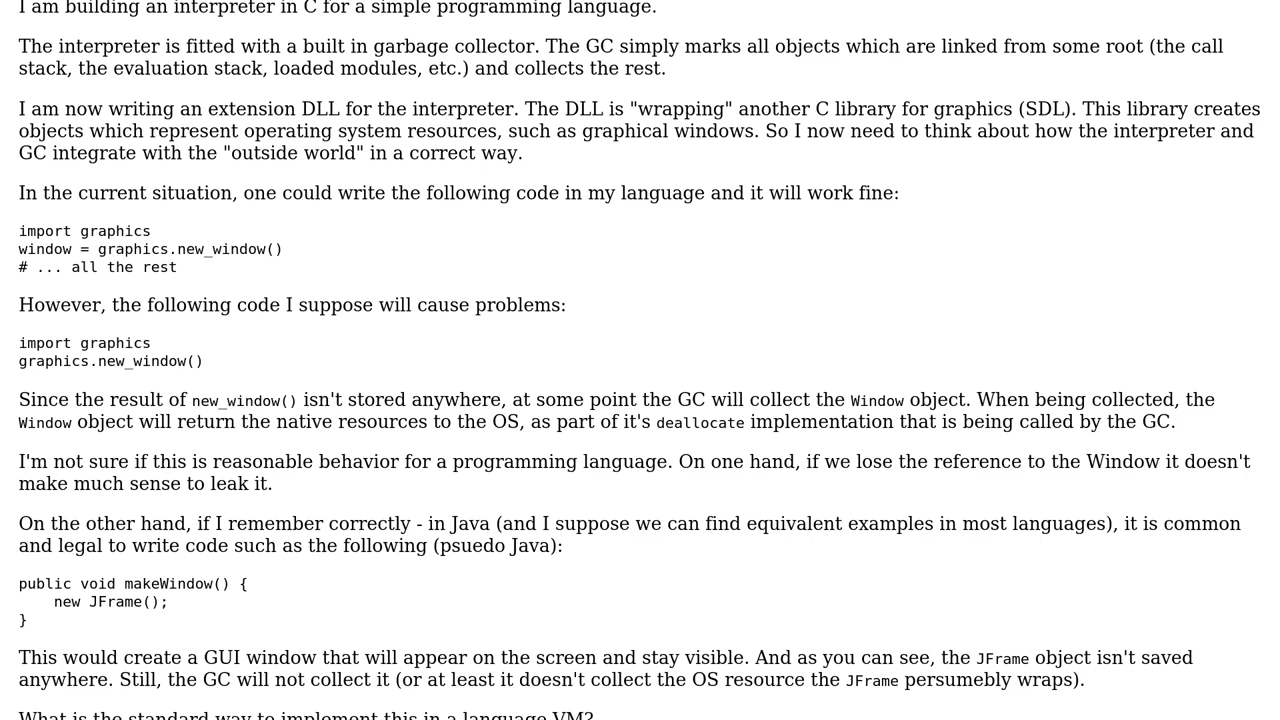 I am building an interpreter in C for a simple programming language.
The interpreter is fitted with a built in garbage collector. The GC simply marks all objects which are linked from some root (the call
stack, the evaluation stack, loaded modules, etc.) and collects the rest.
I am now writing an extension DLL for the interpreter. The DLL is "wrapping" another C library for graphics (SDL). This library creates
objects which represent operating system resources, such as graphical windows. So I now need to think about how the interpreter and
GC integrate with the "outside world" in a correct way.
In the current situation, one could write the following code in my language and it will work fine:
import graphics
window = graphics.new_window()
# ... all the rest
However, the following code I suppose will cause problems:
import graphics
graphics.new_window()
Since the result of new_window() isn't stored anywhere, at some point the GC will collect the Window object. When being collected, the
Window object will return the native resources to the OS, as part of it's deallocate implementation that is being called by the GC.
I'm not sure if this is reasonable behavior for a programming language. On one hand, if we lose the reference to the Window it doesn't
make much sense to leak it.
On the other hand, if I remember correctly - in Java (and I suppose we can find equivalent examples in most languages), it is common
and legal to write code such as the following (psuedo Java):
public void makeWindow() {
    new JFrame();
}
This would create a GUI window that will appear on the screen and stay visible. And as you can see, the JFrame object isn't saved
anywhere. Still, the GC will not collect it (or at least it doesn't collect the OS resource the JFrame persumebly wraps).
What is the standard way to implement this in a language VM?